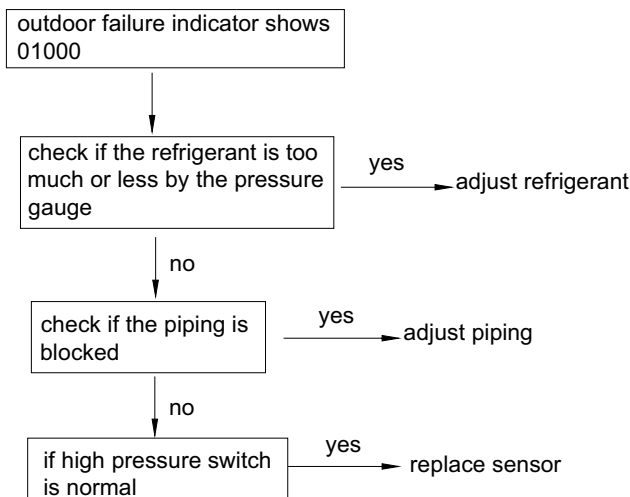 outdoor failure indicator shows
01000
check if the refrigerant is too
much or less by the pressure
gauge
yes
adjust refrigerant
no
check if the piping is
blocked
yes
adjust piping
no
if high pressure switch
is normal
yes
replace sensor